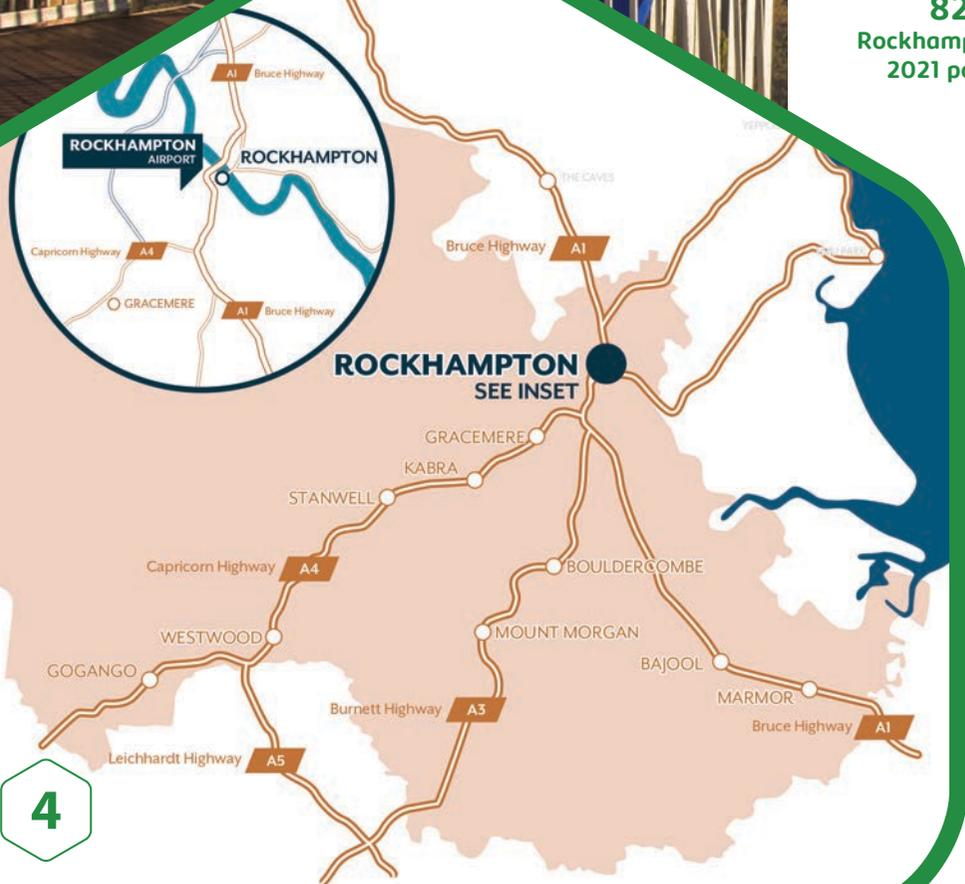 82
Rockhamp
2021 po
A1 Bruce Highway
ROCKHAMPTON
AIRPORT
ROCKHAMPTON
Capricorn Highway A4
GRACEMERE
A1 Bruce Highway
THE CAVES
Bruce Highway A1
ROCKHAMPTON
SEE INSET
GRACEMERE
KABRA
STANWELL
Capricorn Highway A4
BOULDERCOMBE
WESTWOOD
MOUNT MORGAN
GOGANGO
BAJOOL
MARMOR
Burnett Highway A3
Bruce Highway A1
Leichhardt Highway A5
4